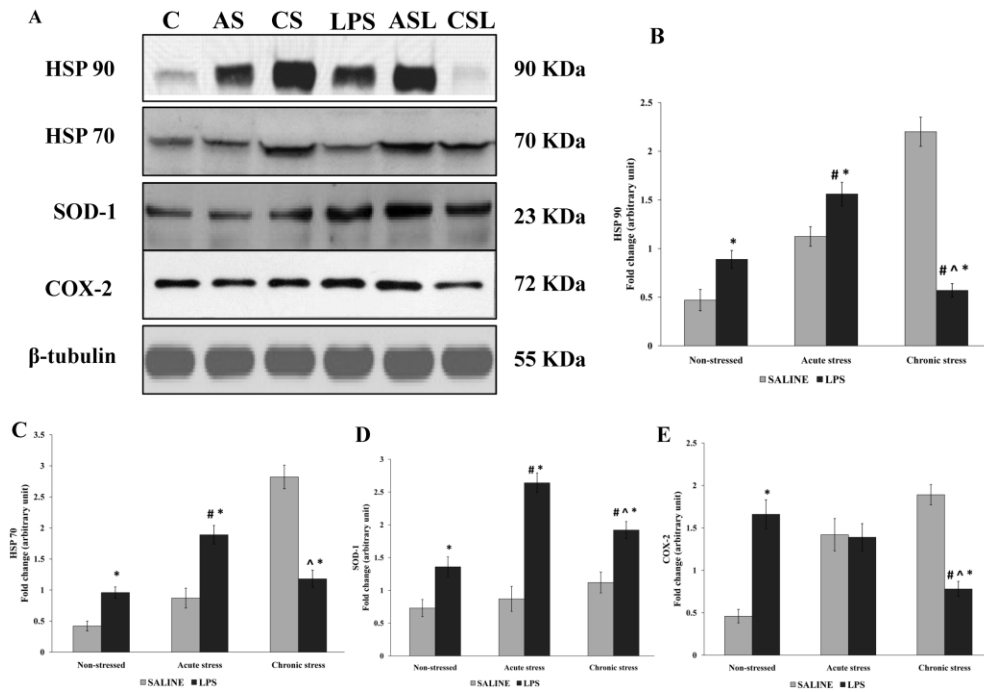 A
C AS CS LPS ASL CSL
HSP 90 90 KDa
HSP 70 70 KDa
SOD-1 23 KDa
COX-2 72 KDa
β-tubulin 55 KDa
B
HSP 90
Fold change (arbitrary unit)
2.5
2
1.5
1
0.5
0
*
# *
# ^ *
Non-stressed Acute stress Chronic stress
SALINE LPS
C
HSP 70
Fold change (arbitrary unit)
3.5
3
2.5
2
1.5
1
0.5
0
*
# *
^ *
Non-stressed Acute stress Chronic stress
SALINE LPS
D
SOD-1
Fold change (arbitrary unit)
3
2.5
2
1.5
1
0.5
0
*
# *
# ^ *
Non-stressed Acute stress Chronic stress
SALINE LPS
E
COX-2
Fold change (arbitrary unit)
2.5
2
1.5
1
0.5
0
*
# ^ *
Non-stressed Acute stress Chronic stress
SALINE LPS